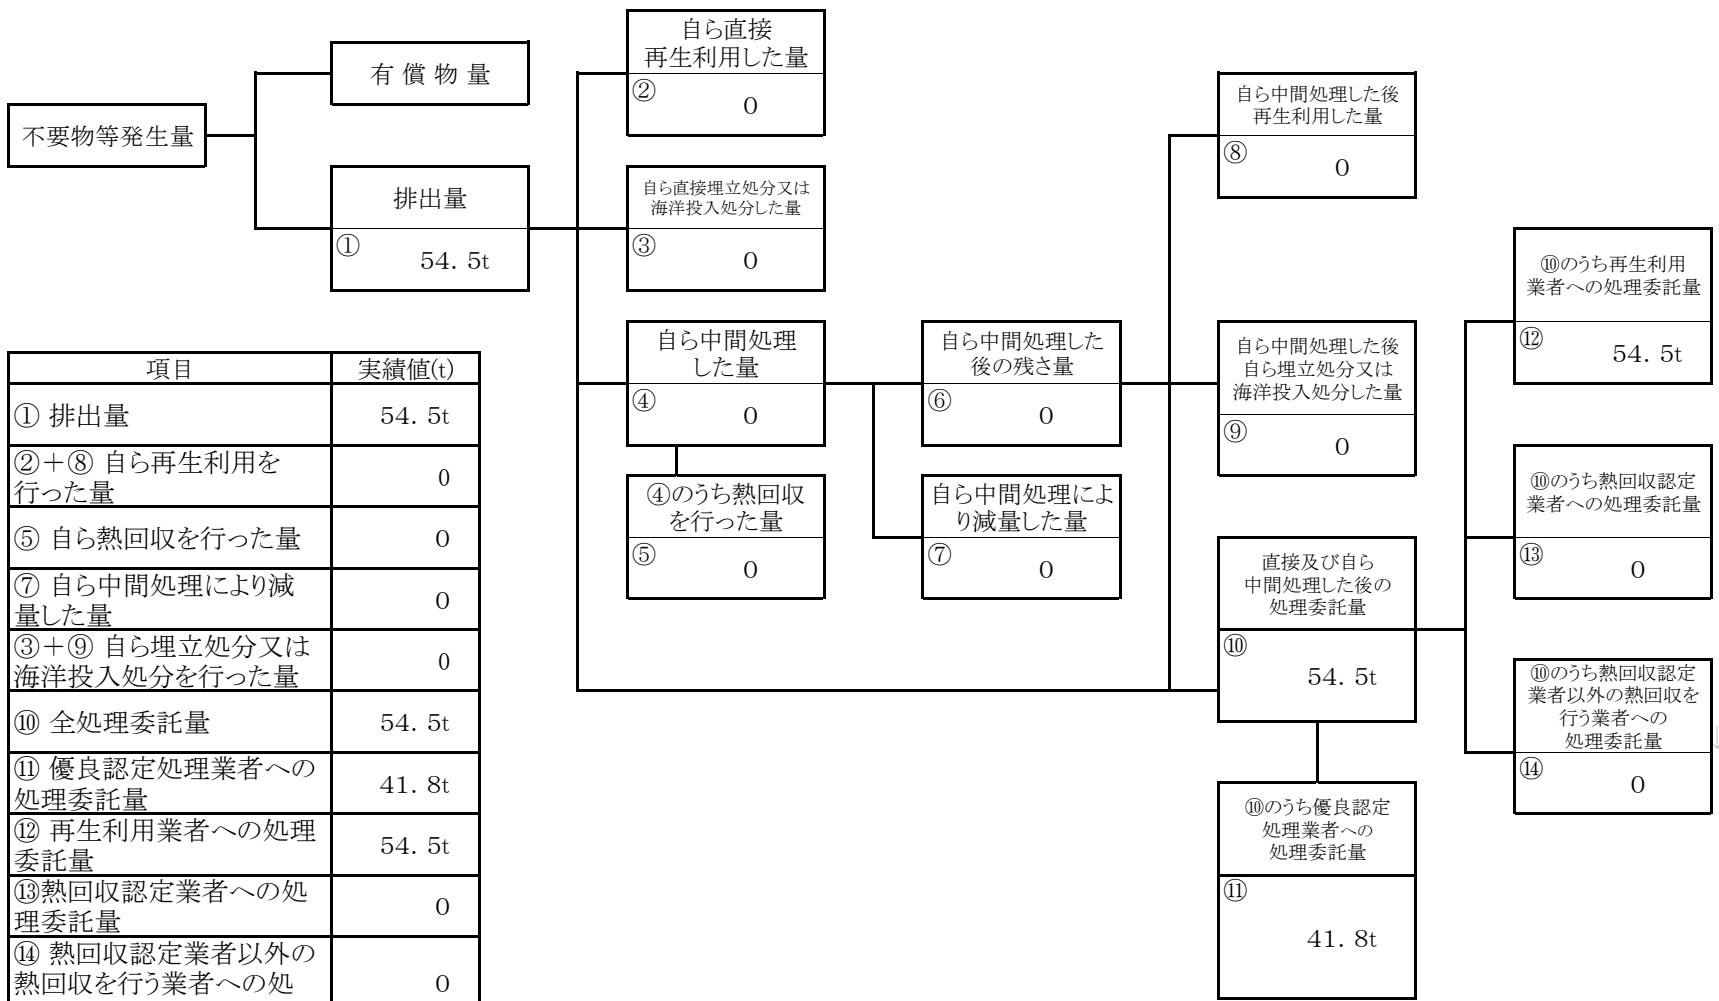 不要物等発生量
有償物量
排出量
①
54．5t
自ら直接
再生利用した量
②
0
自ら直接埋立処分又は
海洋投入処分した量
③
0
自ら中間処理
した量
④
0
④のうち熱回収
を行った量
⑤
0
自ら中間処理した
後の残さ量
⑥
0
自ら中間処理によ
り減量した量
⑦
0
自ら中間処理した後
再生利用した量
⑧
0
自ら中間処理した後
自ら埋立処分又は
海洋投入処分した量
⑨
0
直接及び自ら
中間処理した後の
処理委託量
⑩
54．5t
⑩のうち優良認定
処理業者への
処理委託量
⑪
41．8t
⑩のうち再生利用
業者への処理委託量
⑫
54．5t
⑩のうち熱回収認定
業者への処理委託量
⑬
0
⑩のうち熱回収認定
業者以外の熱回収を
行う業者への
処理委託量
⑭
0
項目 実績値(t)
① 排出量 54．5t
②＋⑧ 自ら再生利用を
行った量 0
⑤ 自ら熱回収を行った量 0
⑦ 自ら中間処理により減
量した量 0
③＋⑨ 自ら埋立処分又は
海洋投入処分を行った量 0
⑩ 全処理委託量 54．5t
⑪ 優良認定処理業者への
処理委託量 41．8t
⑫ 再生利用業者への処理
委託量 54．5t
⑬熱回収認定業者への処
理委託量 0
⑭ 熱回収認定業者以外の
熱回収を行う業者への処 0